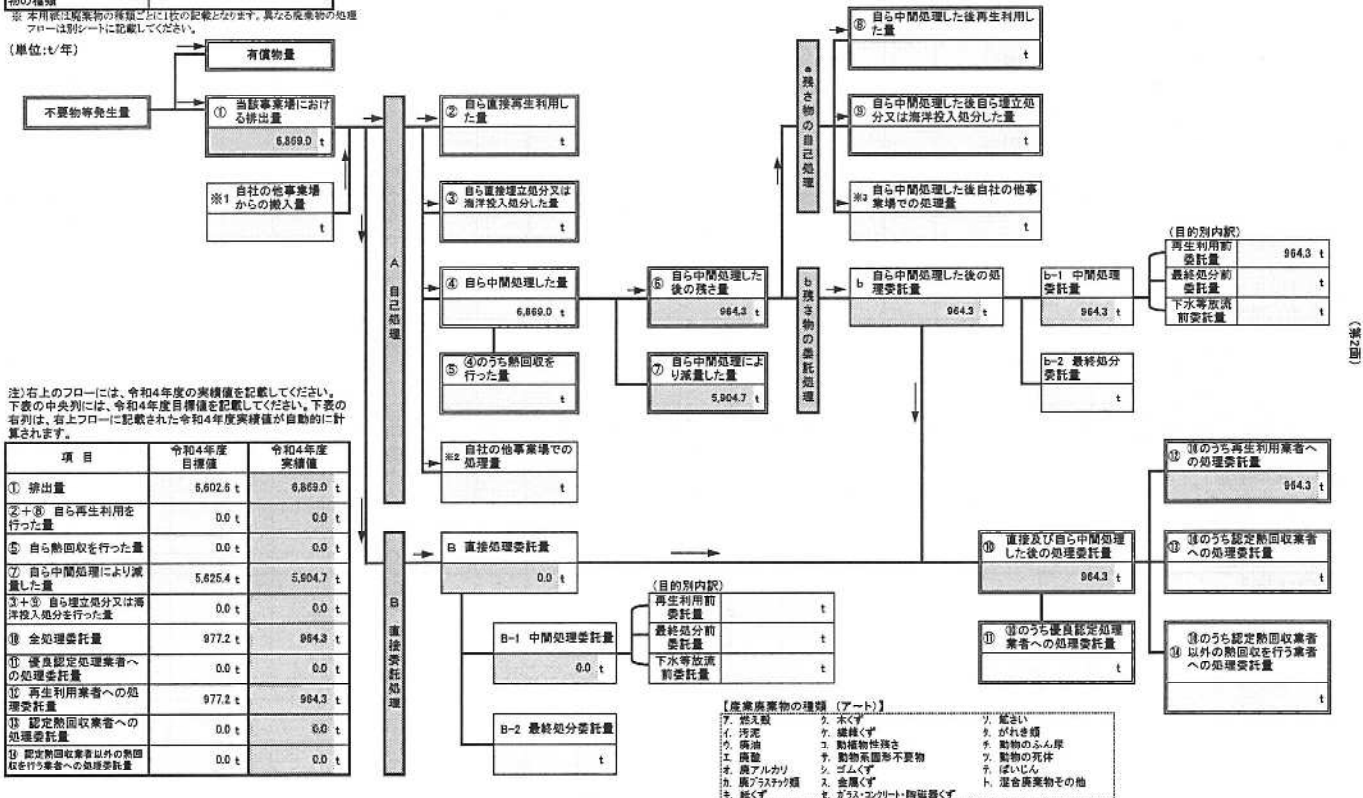 物の種類
※ 本用紙は廃棄物の種類ごとに1枚の記載となります。異なる廃棄物の処理
フローは別シートに記載してください。
(単位:t/年)
不要物等発生量
有償物量
① 当該事業場におけ
る排出量
6,869.0 t
※1 自社の他事業場
からの搬入量
t
A 自己処理
② 自ら直接再生利用し
た量
t
③ 自ら直接埋立処分又は
海洋投入処分した量
t
④ 自ら中間処理した量
6,869.0 t
⑤ ④のうち熱回収を
行った量
t
※2 自社の他事業場での
処理量
t
⑥ 自ら中間処理した
後の残さ量
964.3 t
⑦ 自ら中間処理によ
り減量した量
5,904.7 t
a 残さ物の自己処理
⑧ 自ら中間処理した後再生利用し
た量
t
⑨ 自ら中間処理した後自ら埋立処
分又は海洋投入処分した量
t
※3 自ら中間処理した後自社の他事
業場での処理量
t
b 残さ物の委託処理
b 自ら中間処理した後の処
理委託量
964.3 t
b-1 中間処理
委託量
964.3 t
b-2 最終処分
委託量
t
(目的別内訳)
再生利用前
委託量
964.3 t
最終処分前
委託量
t
下水等放流
前委託量
t
(第2面)
注)右上のフローには、令和4年度の実績値を記載してください。
下表の中央列には、令和4年度目標値を記載してください。下表の
右列は、右上フローに記載された令和4年度実績値が自動的に計
算されます。
項 目 令和4年度目標値 令和4年度実績値
① 排出量 6,602.6 t 6,869.0 t
②+⑧ 自ら再生利用を
行った量 0.0 t 0.0 t
⑤ 自ら熱回収を行った量 0.0 t 0.0 t
⑦ 自ら中間処理により減
量した量 5,625.4 t 5,904.7 t
③+⑨ 自ら埋立処分又は海
洋投入処分を行った量 0.0 t 0.0 t
⑩ 全処理委託量 977.2 t 964.3 t
⑪ 優良認定処理業者へ
の処理委託量 0.0 t 0.0 t
⑫ 再生利用業者への処
理委託量 977.2 t 964.3 t
⑬ 認定熱回収業者への
処理委託量 0.0 t 0.0 t
⑭ 認定熱回収業者以外の熱回
収を行う業者への処理委託量 0.0 t 0.0 t
B 直接委託処理
B 直接処理委託量
0.0 t
B-1 中間処理委託量
0.0 t
B-2 最終処分委託量
t
(目的別内訳)
再生利用前
委託量
t
最終処分前
委託量
t
下水等放流
前委託量
t
⑩ 直接及び自ら中間処理
した後の処理委託量
964.3 t
⑪ ⑩のうち優良認定処理
業者への処理委託量
t
⑫ ⑩のうち再生利用業者へ
の処理委託量
964.3 t
⑬ ⑩のうち認定熱回収業者
への処理委託量
t
⑭ ⑩のうち認定熱回収業者
以外の熱回収を行う業者
への処理委託量
t
【産業廃棄物の種類 (ア~ト)】
ア. 燃え殻 ク. 木くず ソ. 鉱さい
イ. 汚泥 ケ. 繊維くず タ. がれき類
ウ. 廃油 コ. 動植物性残さ チ. 動物のふん尿
エ. 廃酸 サ. 動物系固形不要物 ツ. 動物の死体
オ. 廃アルカリ シ. ゴムくず テ. ばいじん
カ. 廃プラスチック類 ス. 金属くず ト. 混合廃棄物その他
キ. 紙くず セ. ガラス・コンクリート・陶磁器くず